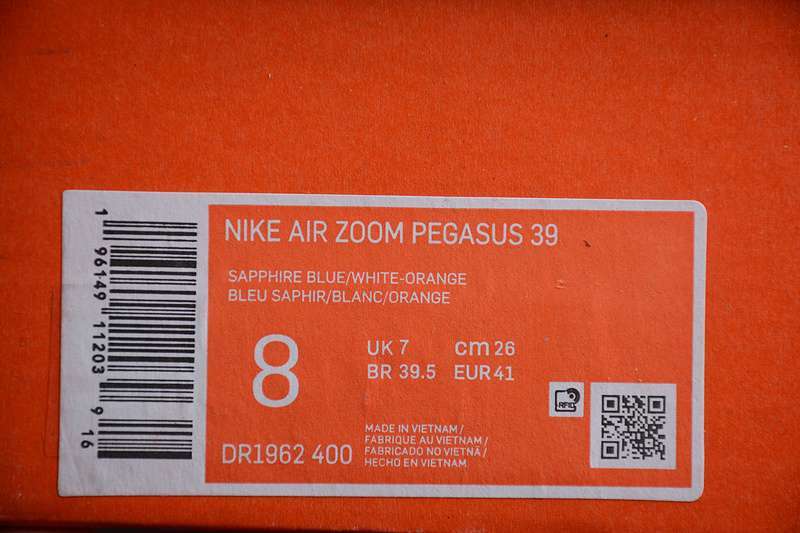 1 96149 11203 9 16
NIKE AIR ZOOM PEGASUS 39
SAPPHIRE BLUE/WHITE-ORANGE
BLEU SAPHIR/BLANC/ORANGE
8
UK 7 cm 26
BR 39.5 EUR 41
RFID
DR1962 400
MADE IN VIETNAM /
FABRIQUE AU VIETNAM /
FABRICADO NO VIETNÃ /
HECHO EN VIETNAM